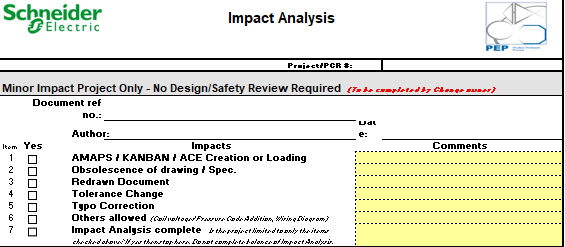 Schneider
Electric
Impact Analysis
PEP
Project/PCR #:
Minor Impact Project Only - No Design/Safety Review Required (To be completed by Change owner)
Document ref
no.:
Author:
Dat
e:
Item Yes Impacts Comments
1 AMAPS / KANBAN / ACE Creation or Loading
2 Obsolescence of drawing / Spec.
3 Redrawn Document
4 Tolerance Change
5 Typo Correction
6 Others allowed (Coil voltage/Pressure Code Addition, Wiring Diagram)
7 Impact Analysis complete Is the project limited to only the items
checked above? If yes then stop here. Do not complete balance of Impact Analysis.